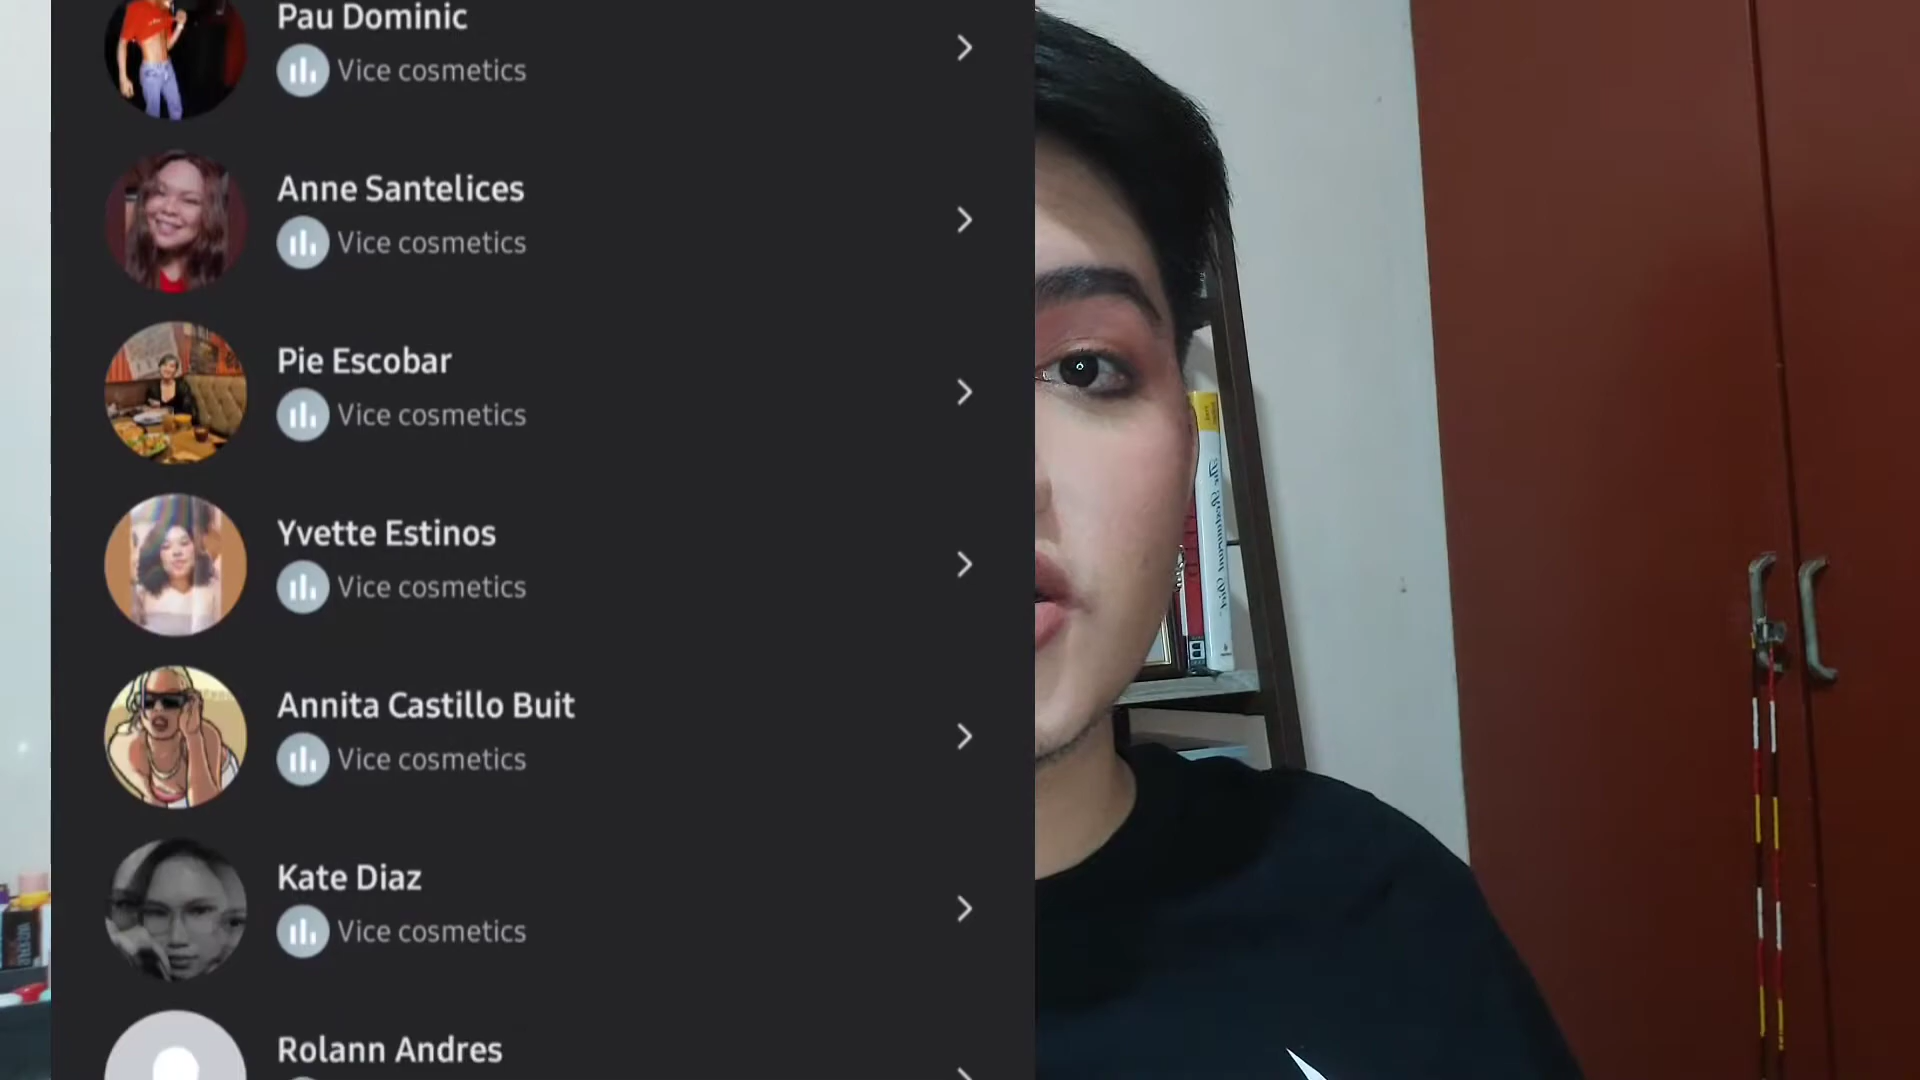 Pau Dominic
Vice cosmetics
Anne Santelices
Vice cosmetics
Pie Escobar
Vice cosmetics
Yvette Estinos
Vice cosmetics
Annita Castillo Buit
Vice cosmetics
Kate Diaz
Vice cosmetics
Rolann Andres